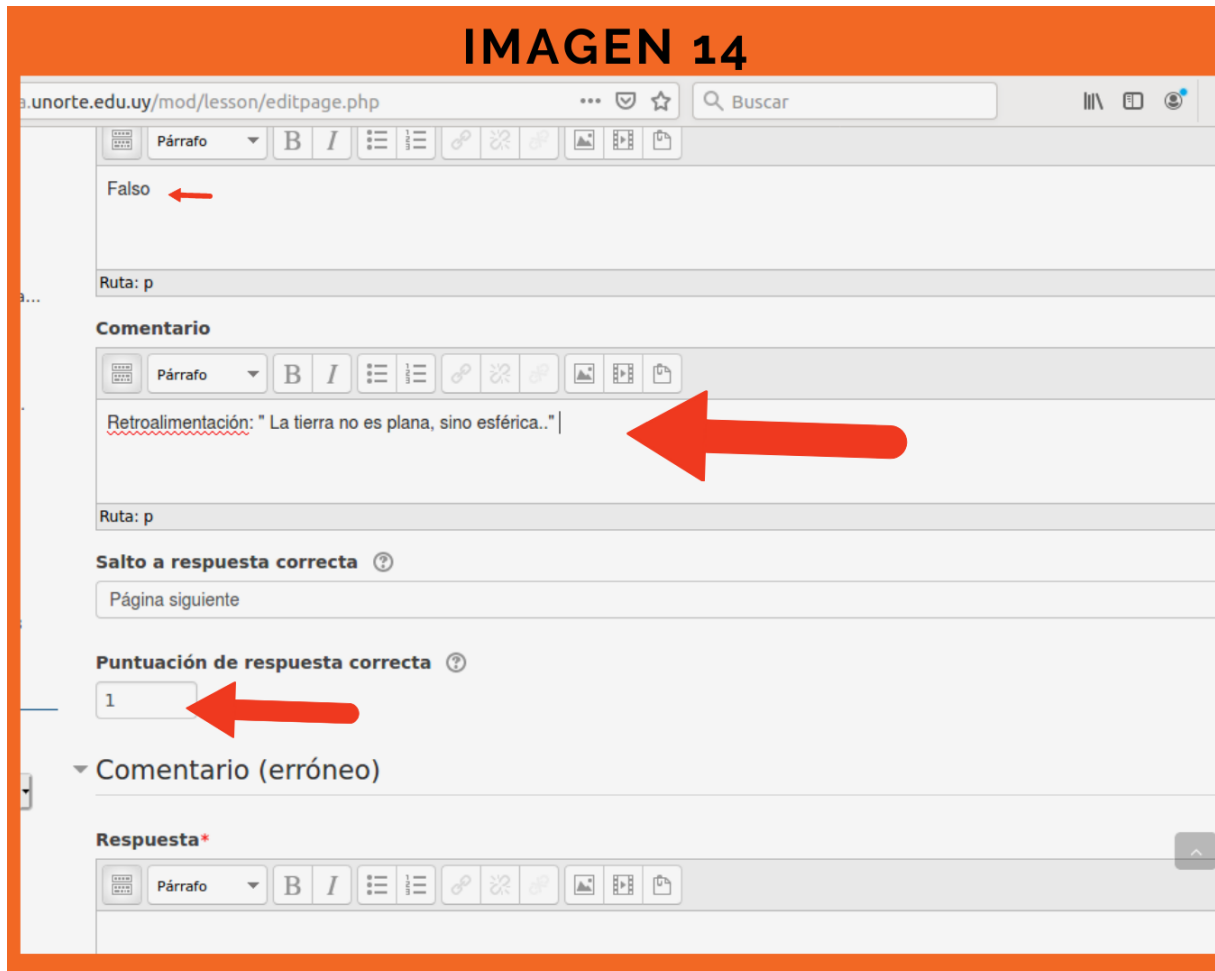 IMAGEN 14
a.unorte.edu.uy/mod/lesson/editpage.php
Buscar
Párrafo
B I
Falso
Ruta: p
a...
Comentario
Párrafo
B I
Retroalimentación: " La tierra no es plana, sino esférica.."
Ruta: p
Salto a respuesta correcta
Página siguiente
Puntuación de respuesta correcta
1
Comentario (erróneo)
Respuesta*
Párrafo
B I